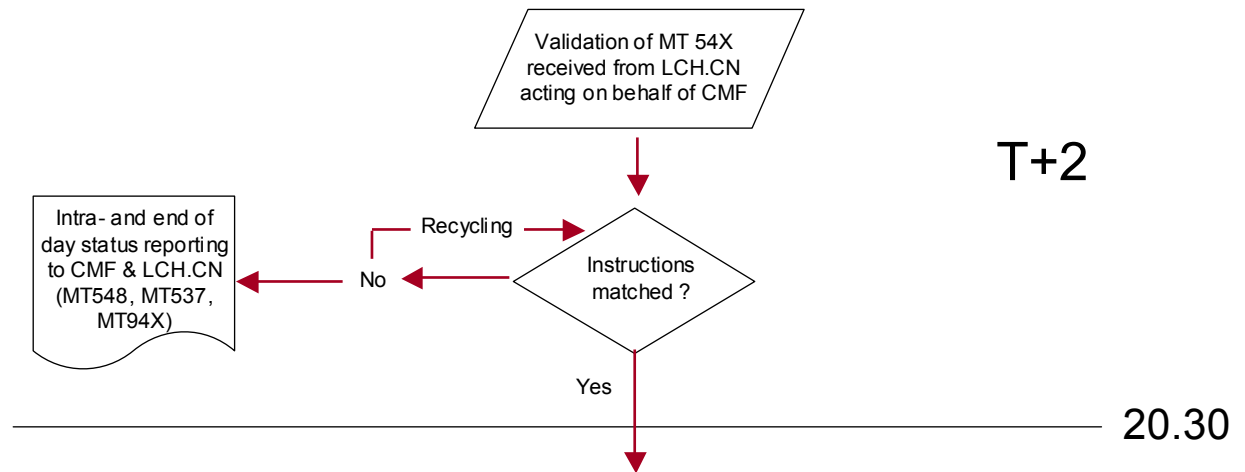 Validation of MT 54X
received from LCH.CN
acting on behalf of CMF
T+2
Intra- and end of
day status reporting
to CMF & LCH.CN
(MT548, MT537,
MT94X)
Recycling
No
Instructions
matched ?
Yes
20.30